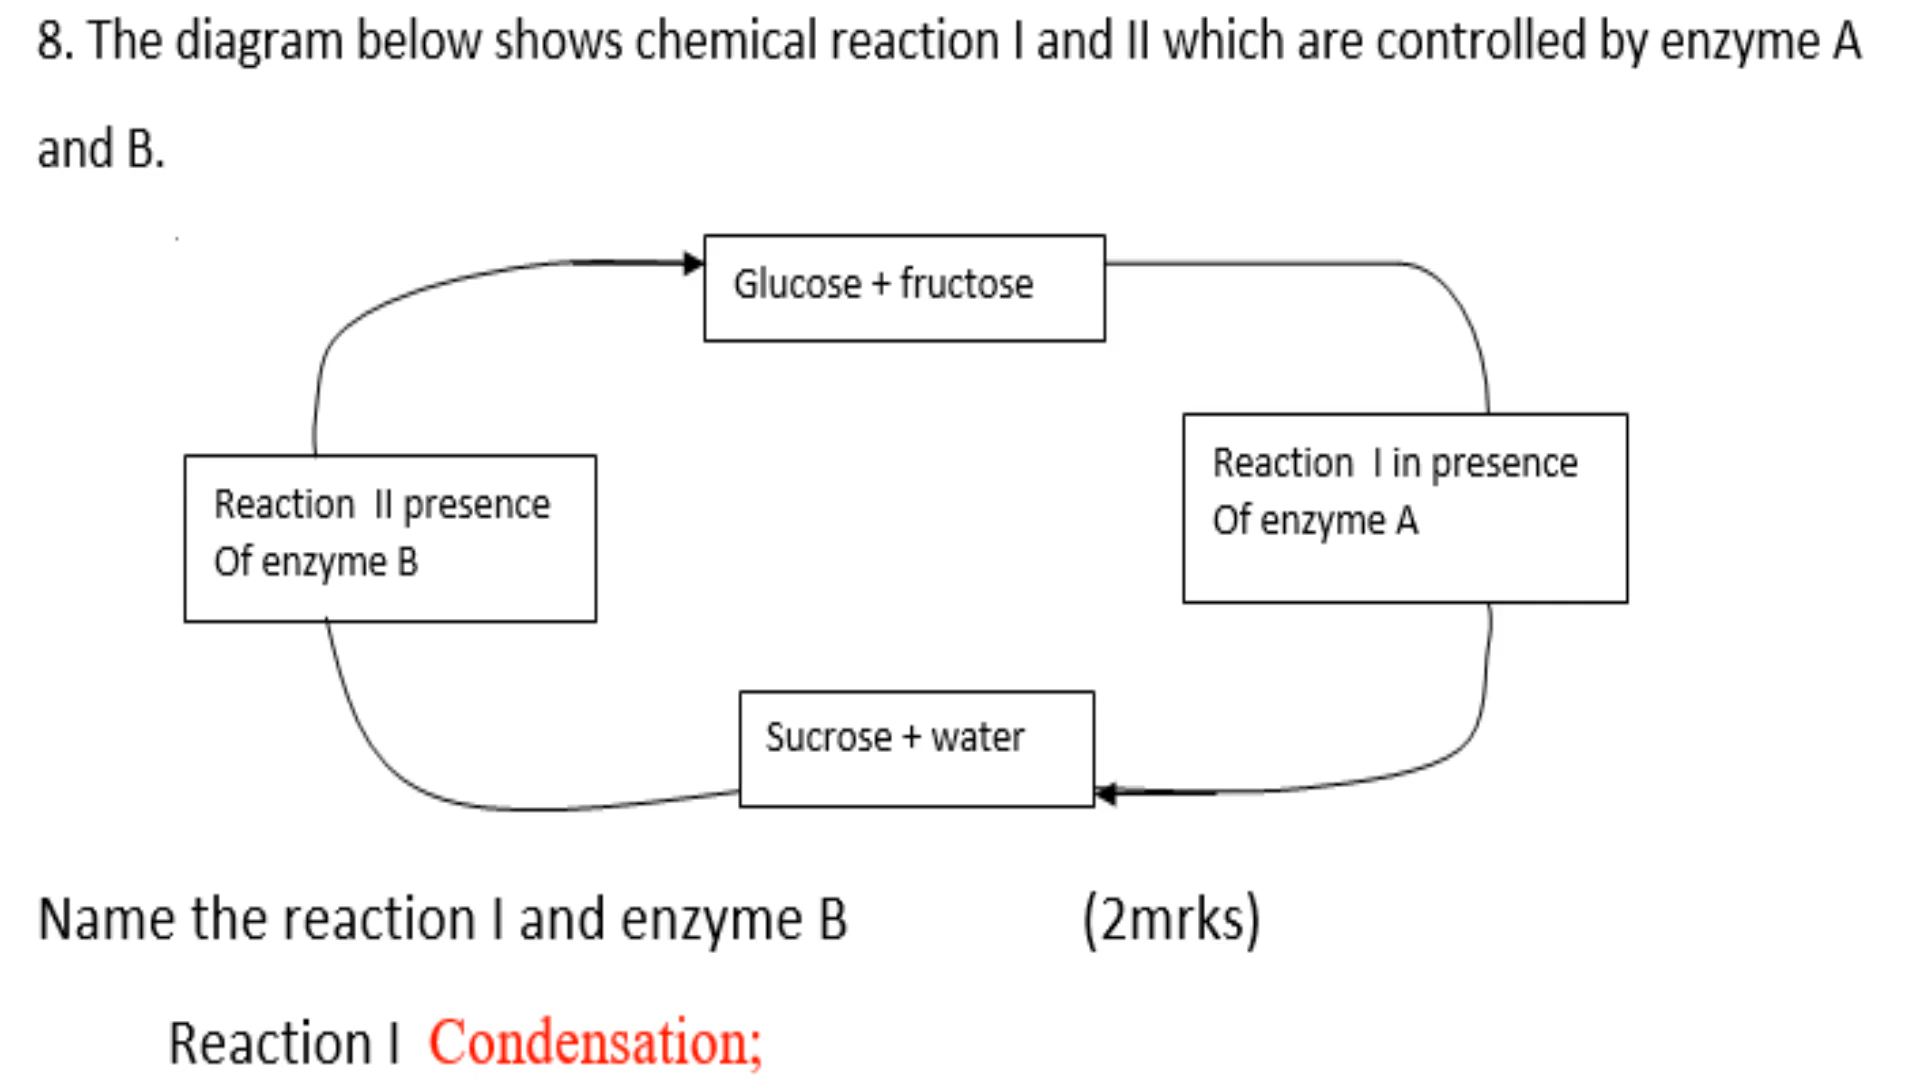 8. The diagram below shows chemical reaction I and II which are controlled by enzyme A
and B.
Glucose + fructose
Reaction I in presence
Of enzyme A
Reaction II presence
Of enzyme B
Sucrose + water
Name the reaction I and enzyme B (2mrks)
Reaction I Condensation;